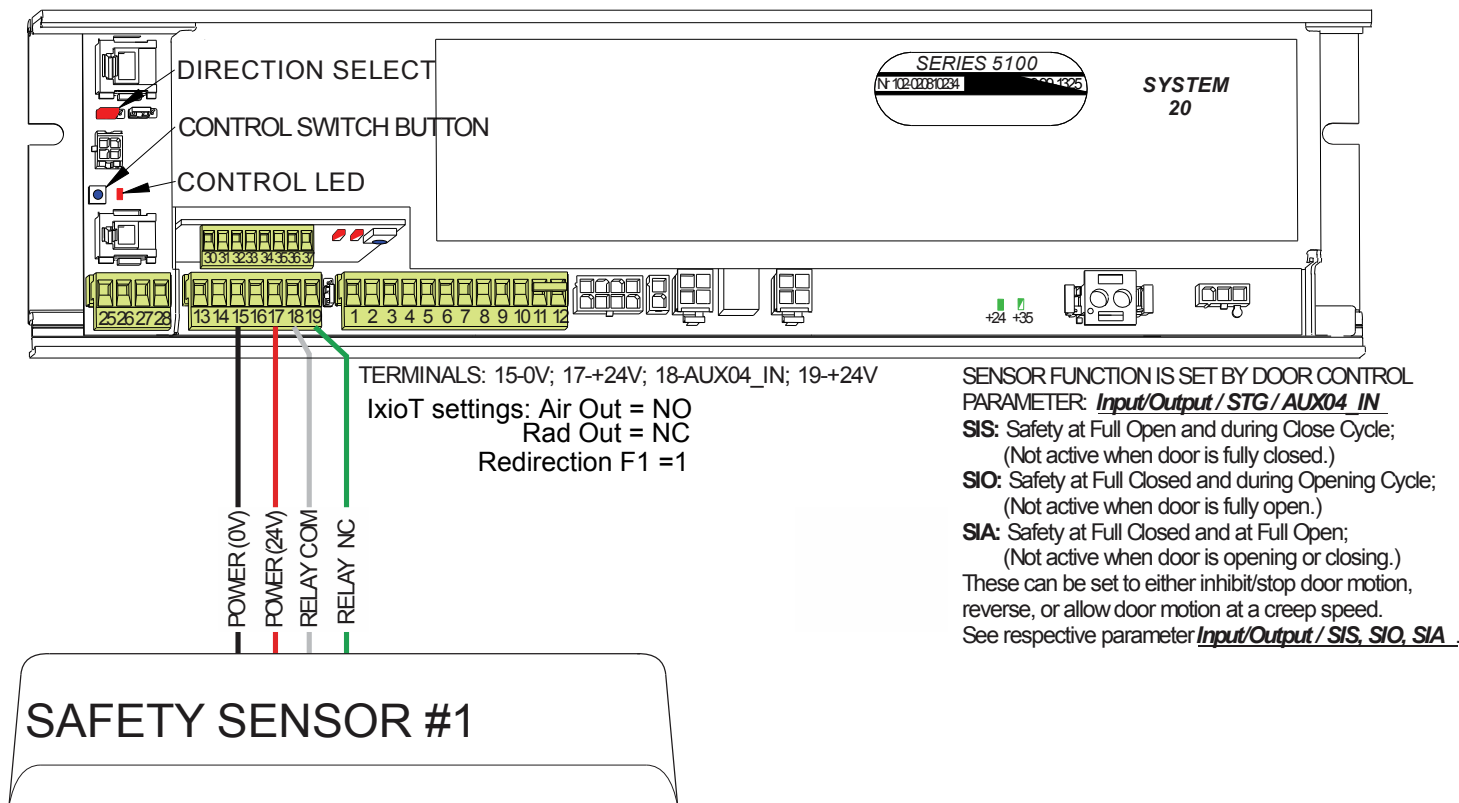 SERIES 5100
Nr 102-020810234
1325
SYSTEM
20
DIRECTION SELECT
CONTROL SWITCH BUTTON
CONTROL LED
30 31 32 33 34 35 36 37
25 26 27 28
13 14 15 16 17 18 19
1 2 3 4 5 6 7 8 9 10 11 12
+24 +35
TERMINALS: 15-0V; 17-+24V; 18-AUX04_IN; 19-+24V
IxioT settings: Air Out = NO
Rad Out = NC
Redirection F1 =1
POWER (0V)
POWER (24V)
RELAY COM
RELAY NC
SENSOR FUNCTION IS SET BY DOOR CONTROL
PARAMETER: Input/Output / STG / AUX04_IN
SIS: Safety at Full Open and during Close Cycle;
(Not active when door is fully closed.)
SIO: Safety at Full Closed and during Opening Cycle;
(Not active when door is fully open.)
SIA: Safety at Full Closed and at Full Open;
(Not active when door is opening or closing.)
These can be set to either inhibit/stop door motion,
reverse, or allow door motion at a creep speed.
See respective parameter Input/Output / SIS, SIO, SIA .
SAFETY SENSOR #1